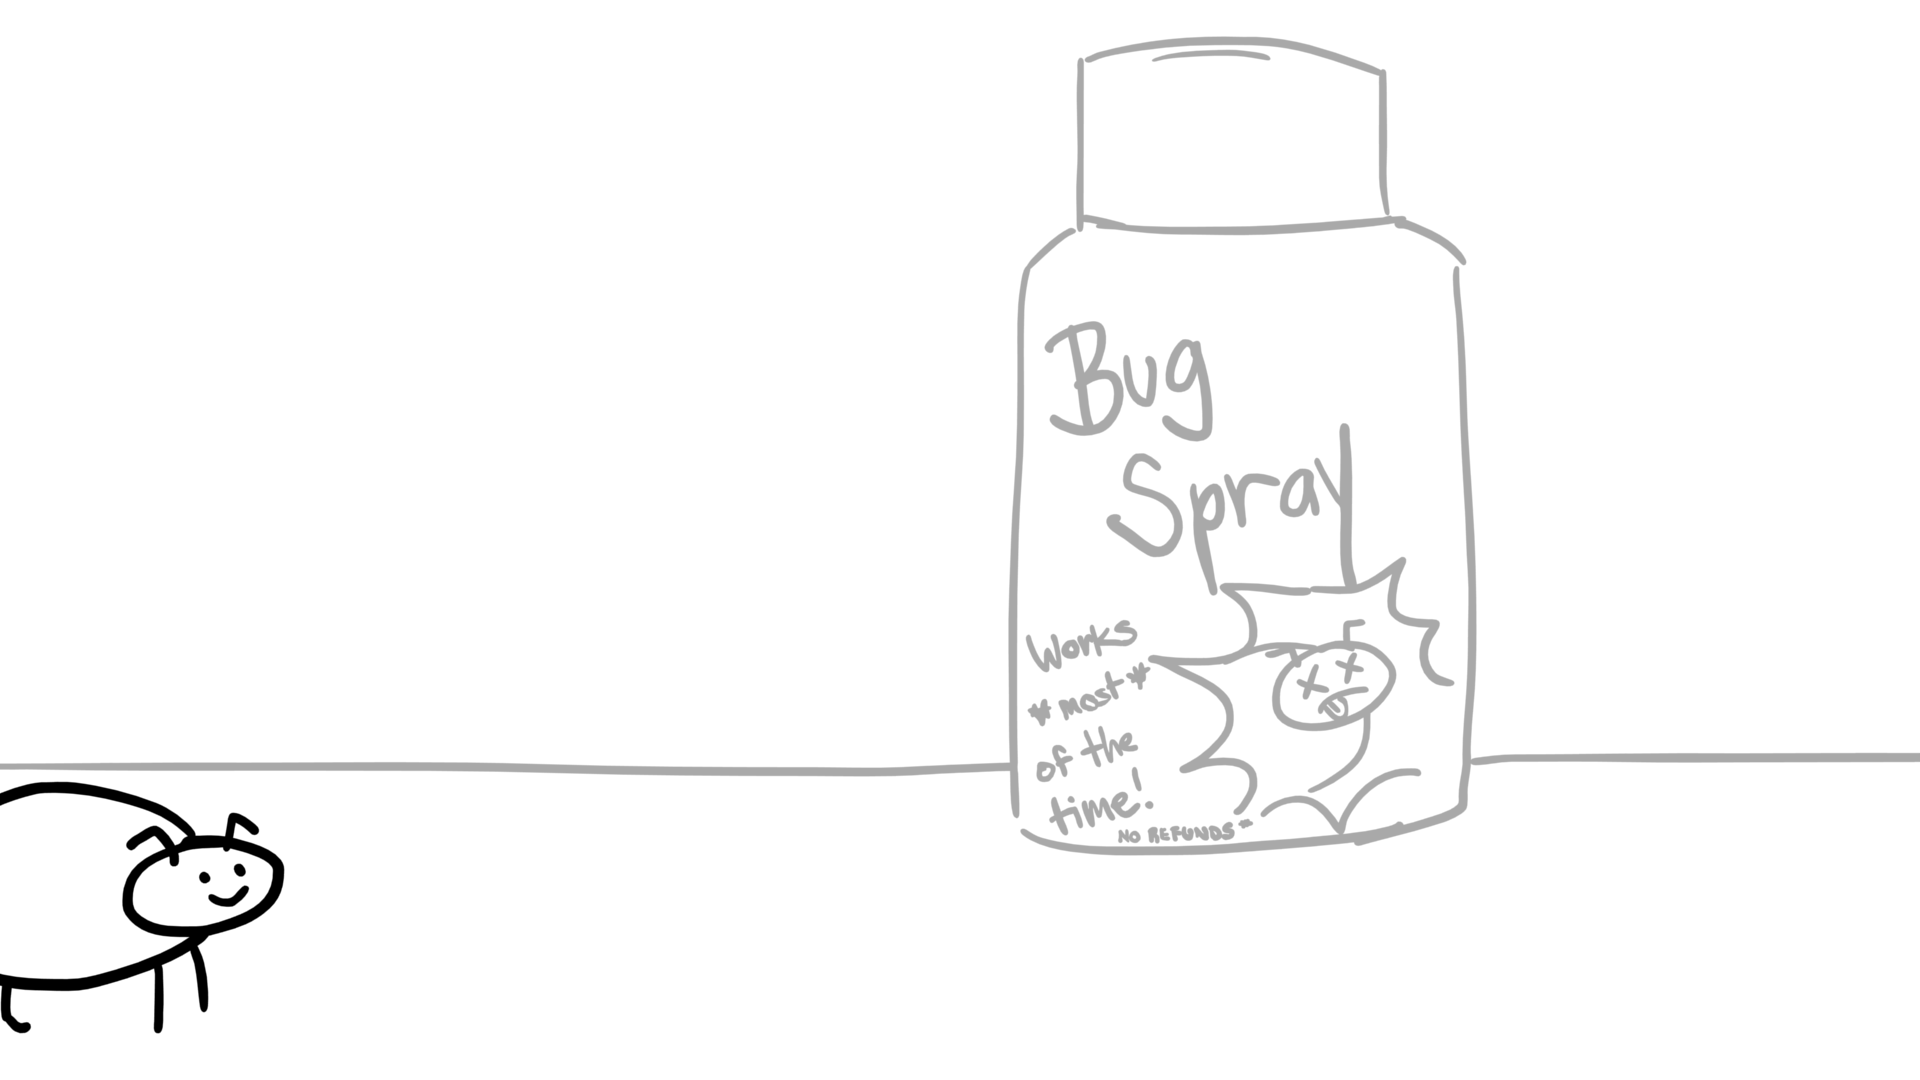 Bug
Spray
Works
*most*
of the
time!
NO REFUNDS*